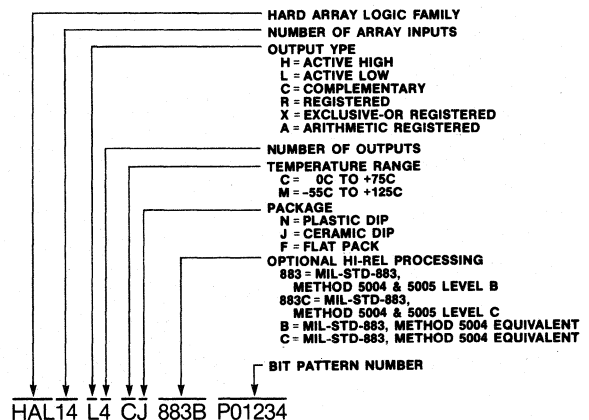 HARD ARRAY LOGIC FAMILY
NUMBER OF ARRAY INPUTS
OUTPUT YPE
H = ACTIVE HIGH
L = ACTIVE LOW
C = COMPLEMENTARY
R = REGISTERED
X = EXCLUSIVE-OR REGISTERED
A = ARITHMETIC REGISTERED
NUMBER OF OUTPUTS
TEMPERATURE RANGE
C = 0C TO +75C
M = -55C TO +125C
PACKAGE
N = PLASTIC DIP
J = CERAMIC DIP
F = FLAT PACK
OPTIONAL HI-REL PROCESSING
883 = MIL-STD-883,
METHOD 5004 & 5005 LEVEL B
883C = MIL-STD-883,
METHOD 5004 & 5005 LEVEL C
B = MIL-STD-883, METHOD 5004 EQUIVALENT
C = MIL-STD-883, METHOD 5004 EQUIVALENT
BIT PATTERN NUMBER
HAL14 L4 CJ 883B P01234